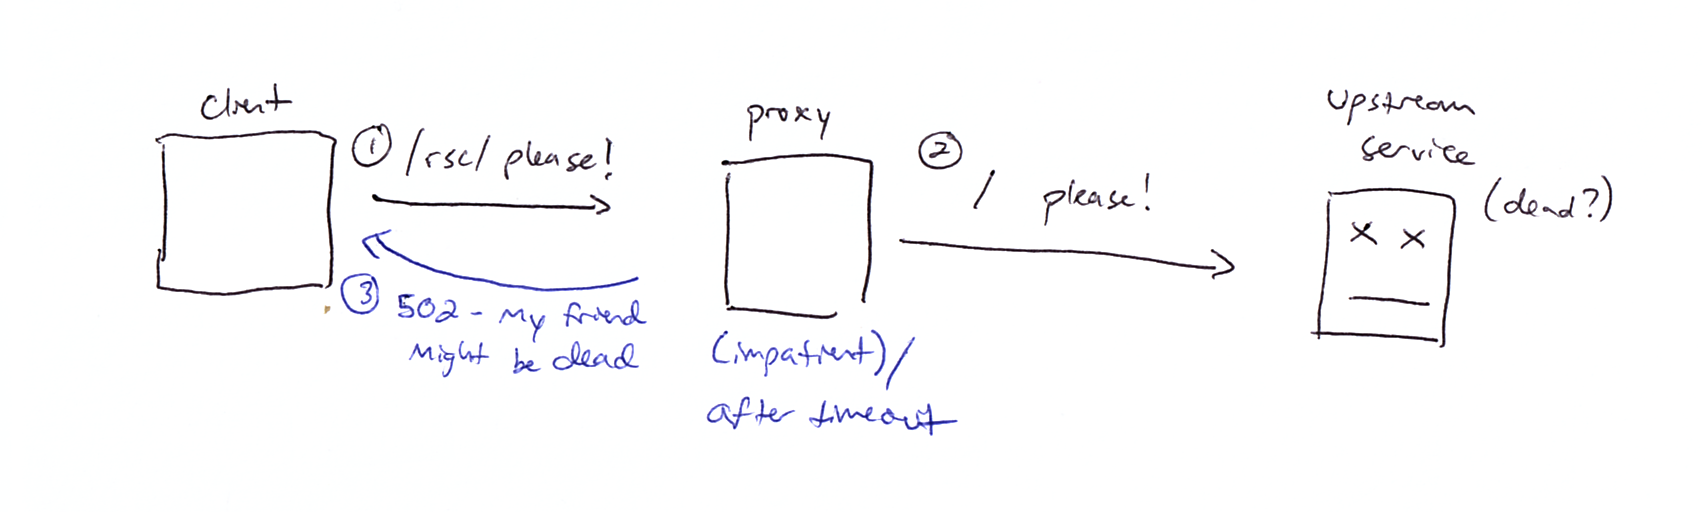 Client
① /rsc/ please!
③ 502 - My friend
Might be dead
proxy
(impatient)/
after timeout
②
/ please!
Upstream
service
(dead?)